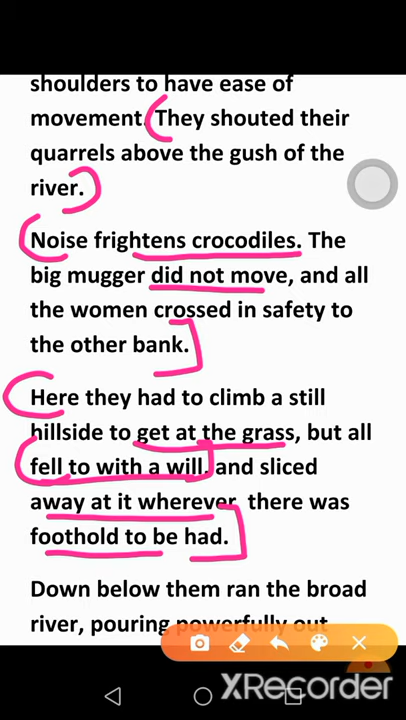 shoulders to have ease of
movement. They shouted their
quarrels above the gush of the
river.
Noise frightens crocodiles. The
big mugger did not move, and all
the women crossed in safety to
the other bank.
Here they had to climb a still
hillside to get at the grass, but all
fell to with a will, and sliced
away at it wherever there was
foothold to be had.
Down below them ran the broad
river, pouring powerfully out
XRecorder